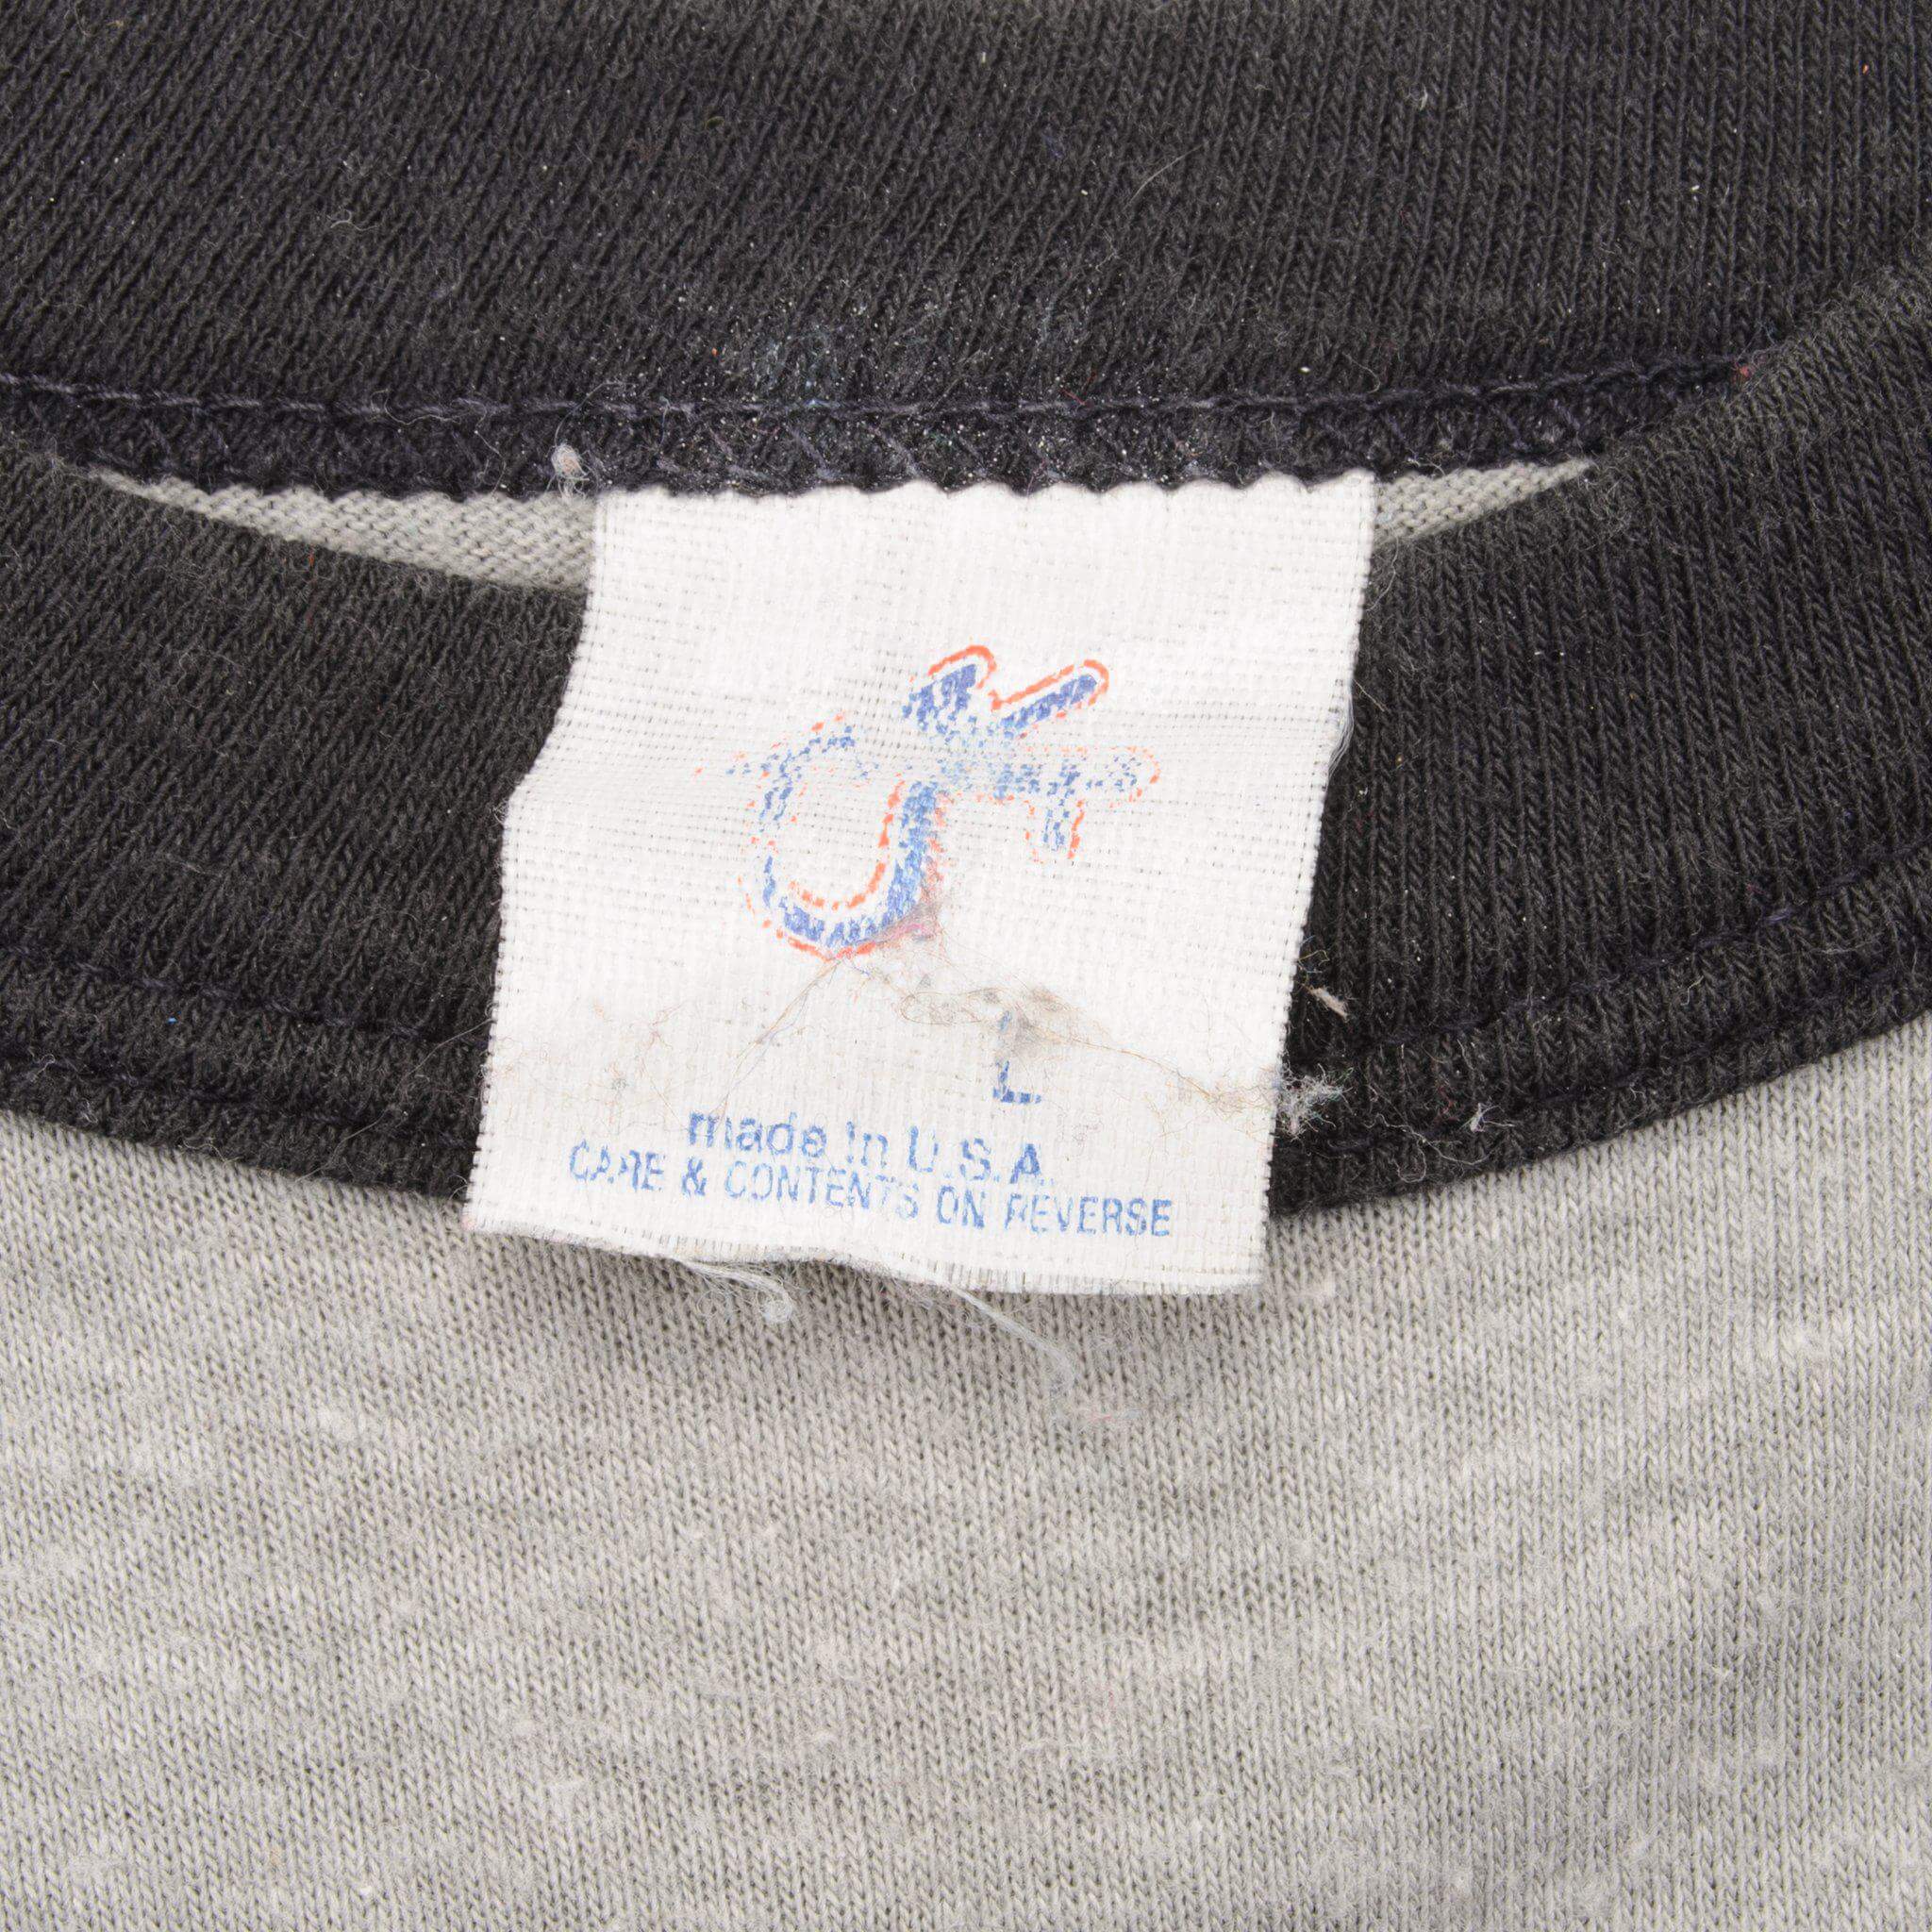 L
made in U.S.A.
CARE & CONTENTS ON REVERSE